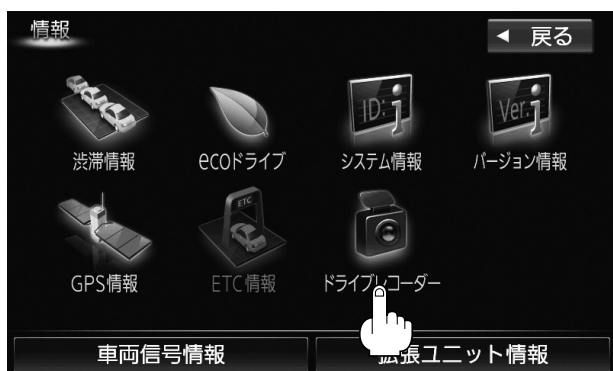 情報
◀ 戻る
ID:i
Ver.i
渋滞情報
ecoドライブ
システム情報
バージョン情報
ETC
GPS情報
ETC情報
ドライブレコーダー
車両信号情報
拡張ユニット情報